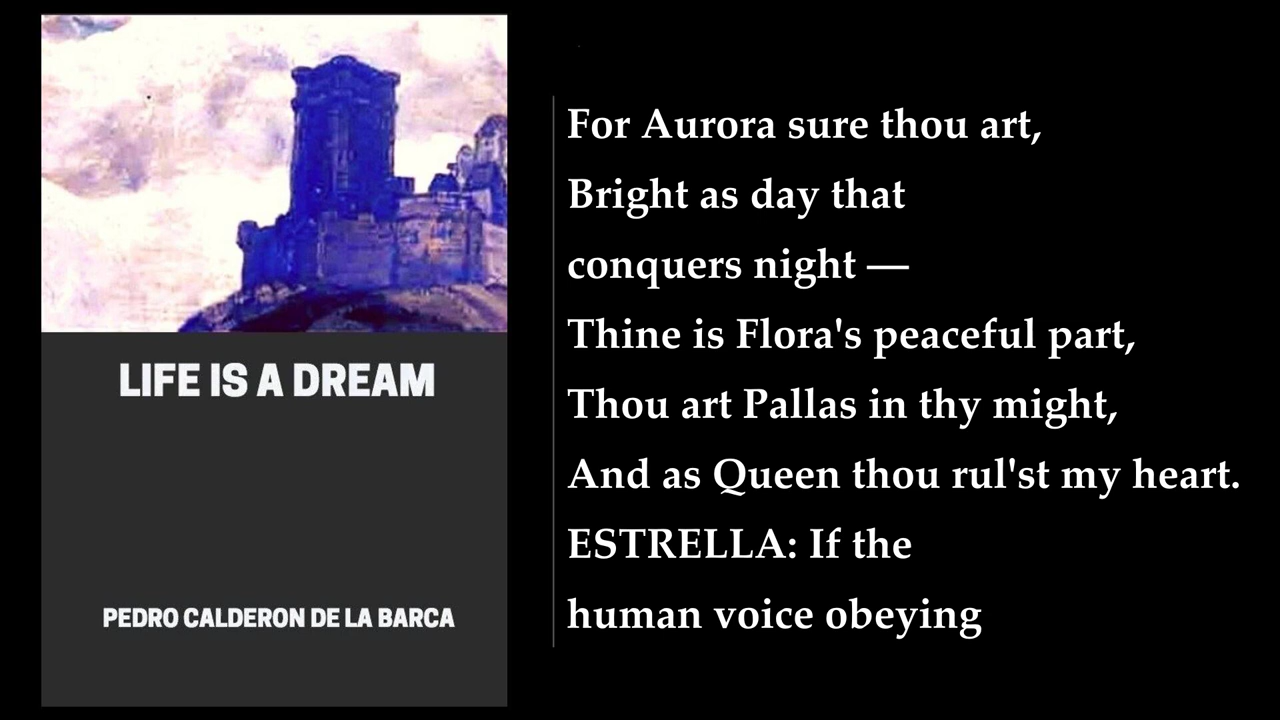 LIFE IS A DREAM
PEDRO CALDERON DE LA BARCA
For Aurora sure thou art,
Bright as day that
conquers night —
Thine is Flora's peaceful part,
Thou art Pallas in thy might,
And as Queen thou rul'st my heart.
ESTRELLA: If the
human voice obeying